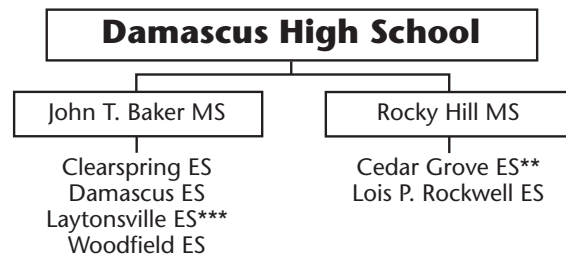 Damascus High School
John T. Baker MS
Clearspring ES
Damascus ES
Laytonsville ES***
Woodfield ES
Rocky Hill MS
Cedar Grove ES**
Lois P. Rockwell ES